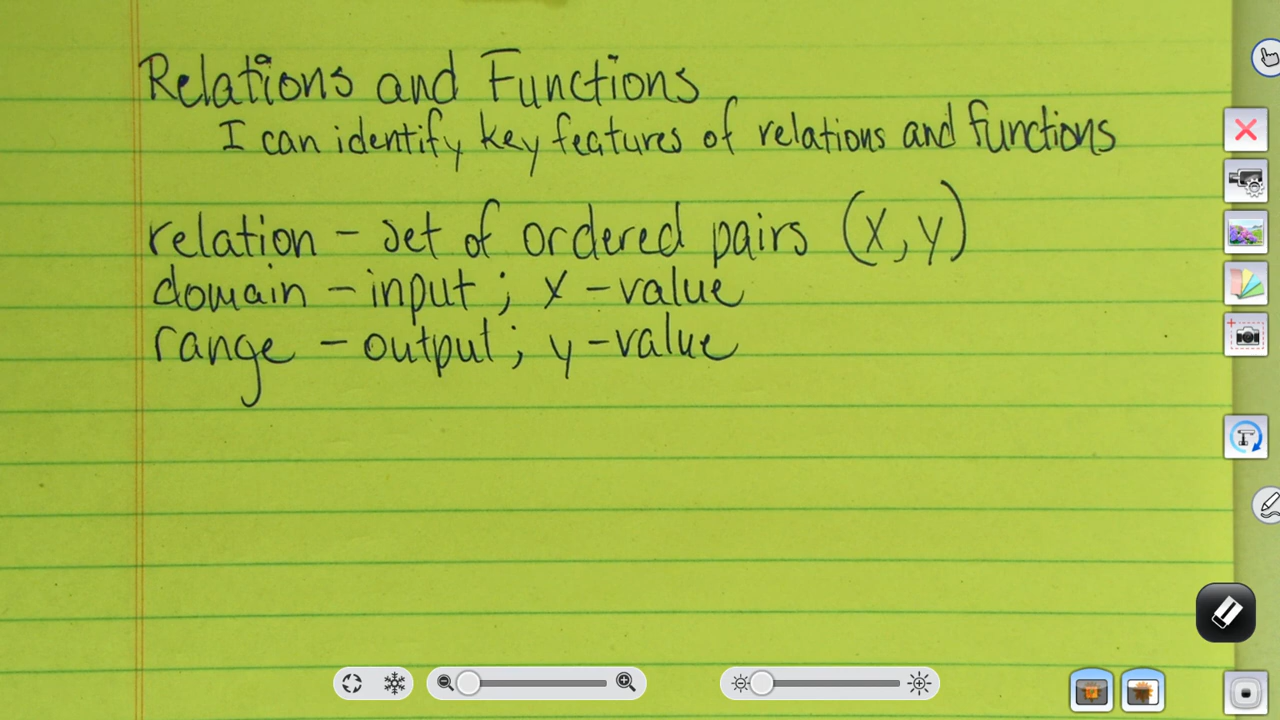 Relations and Functions
I can identify key features of relations and functions
relation - set of ordered pairs (x, y)
domain - input ; x - value
range - output ; y - value